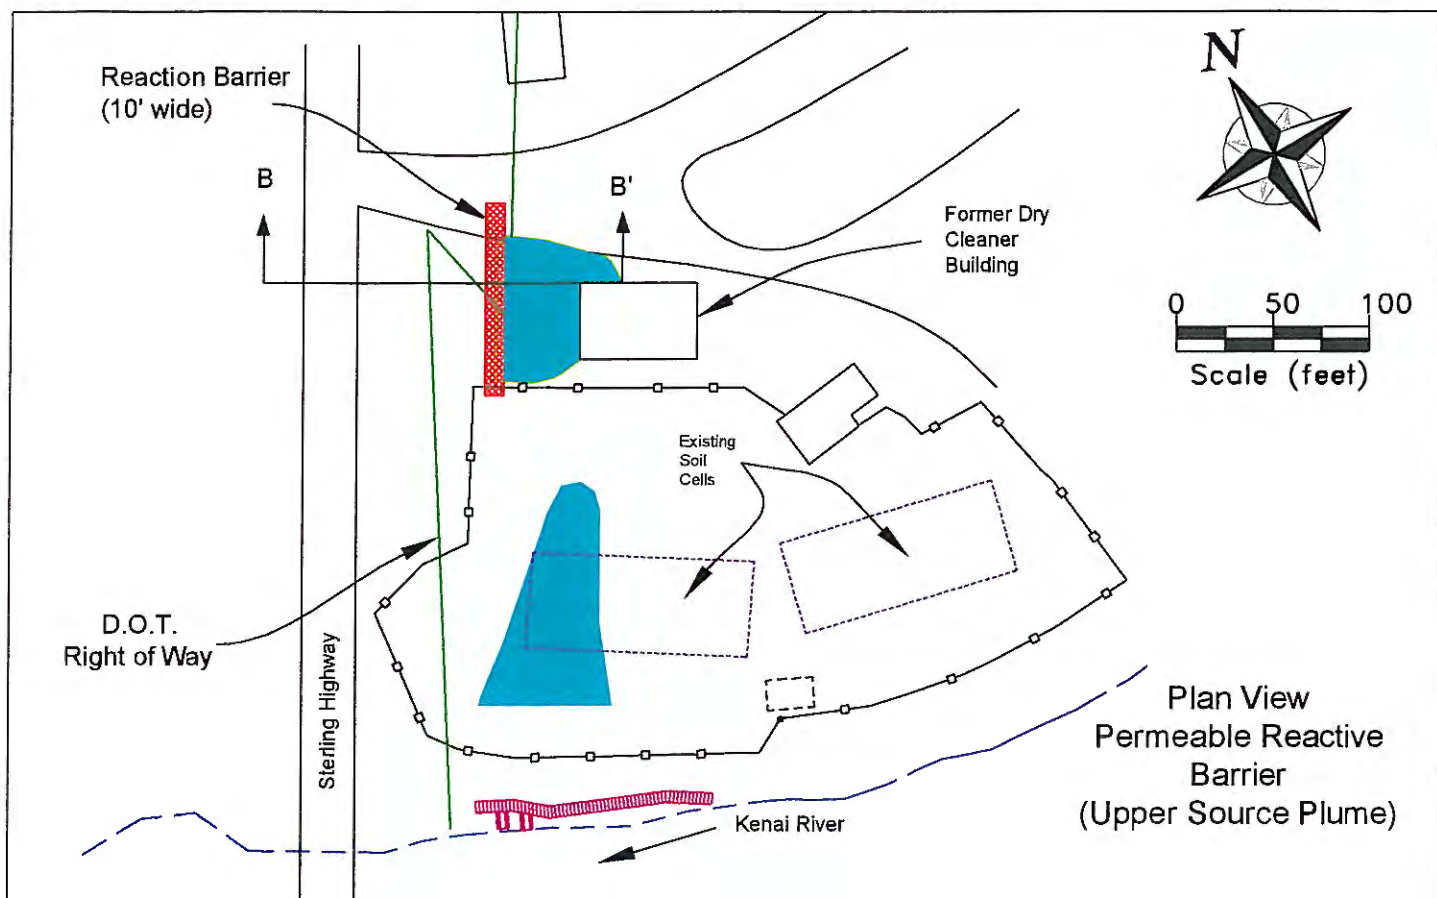 N
Reaction Barrier
(10' wide)
B
B'
Former Dry
Cleaner
Building
0 50 100
Scale (feet)
Existing
Soil
Cells
D.O.T.
Right of Way
Sterling Highway
Plan View
Permeable Reactive
Barrier
(Upper Source Plume)
Kenai River